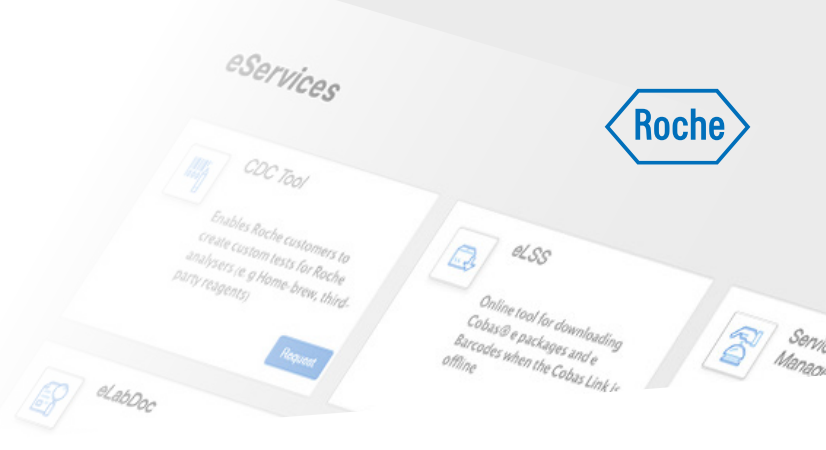 eServices
Roche
CDC Tool
Enables Roche customers to
create custom tests for Roche
analysers (e.g Home-brew, third-
party reagents)
Request
eLSS
Online tool for downloading
Cobas® e packages and e
Barcodes when the Cobas Link is
offline
eLabDoc